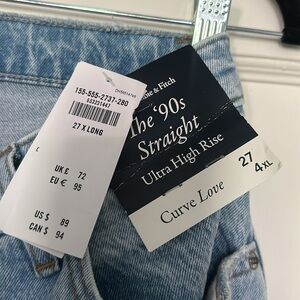 155-555-2737-280
27 X LONG
UK £ 72
EU € 95
US $ 89
CAN $ 94
& Fitch
The '90s
Straight
Ultra High Rise
27
4XL
Curve Love